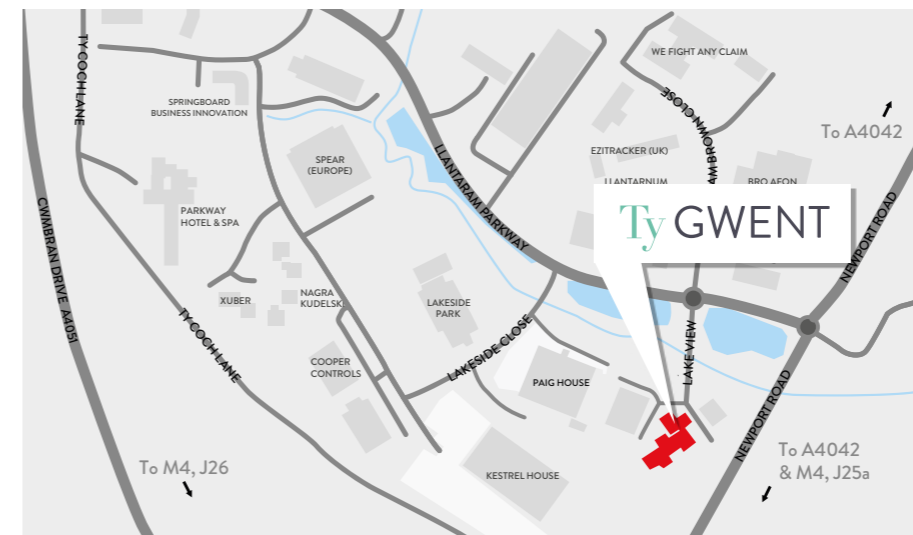 TY COCH LANE
WE FIGHT ANY CLAIM
SPRINGBOARD
BUSINESS INNOVATION
BROWN CLOSE
To A4042
SPEAR
(EUROPE)
LLANTARAM PARKWAY
EZITRACKER (UK)
LLANTARNUM
BRO AFON
PARKWAY
HOTEL & SPA
Ty GWENT
CWMBRAN DRIVE A4051
NEWPORT ROAD
XUBER
NAGRA
KUDELSK
LAKESIDE
PARK
TY COCH LANE
LAKESIDE CLOSE
LAKE VIEW
COOPER
CONTROLS
PAIG HOUSE
NEWPORT ROAD
To M4, J26
KESTREL HOUSE
To A4042
& M4, J25a